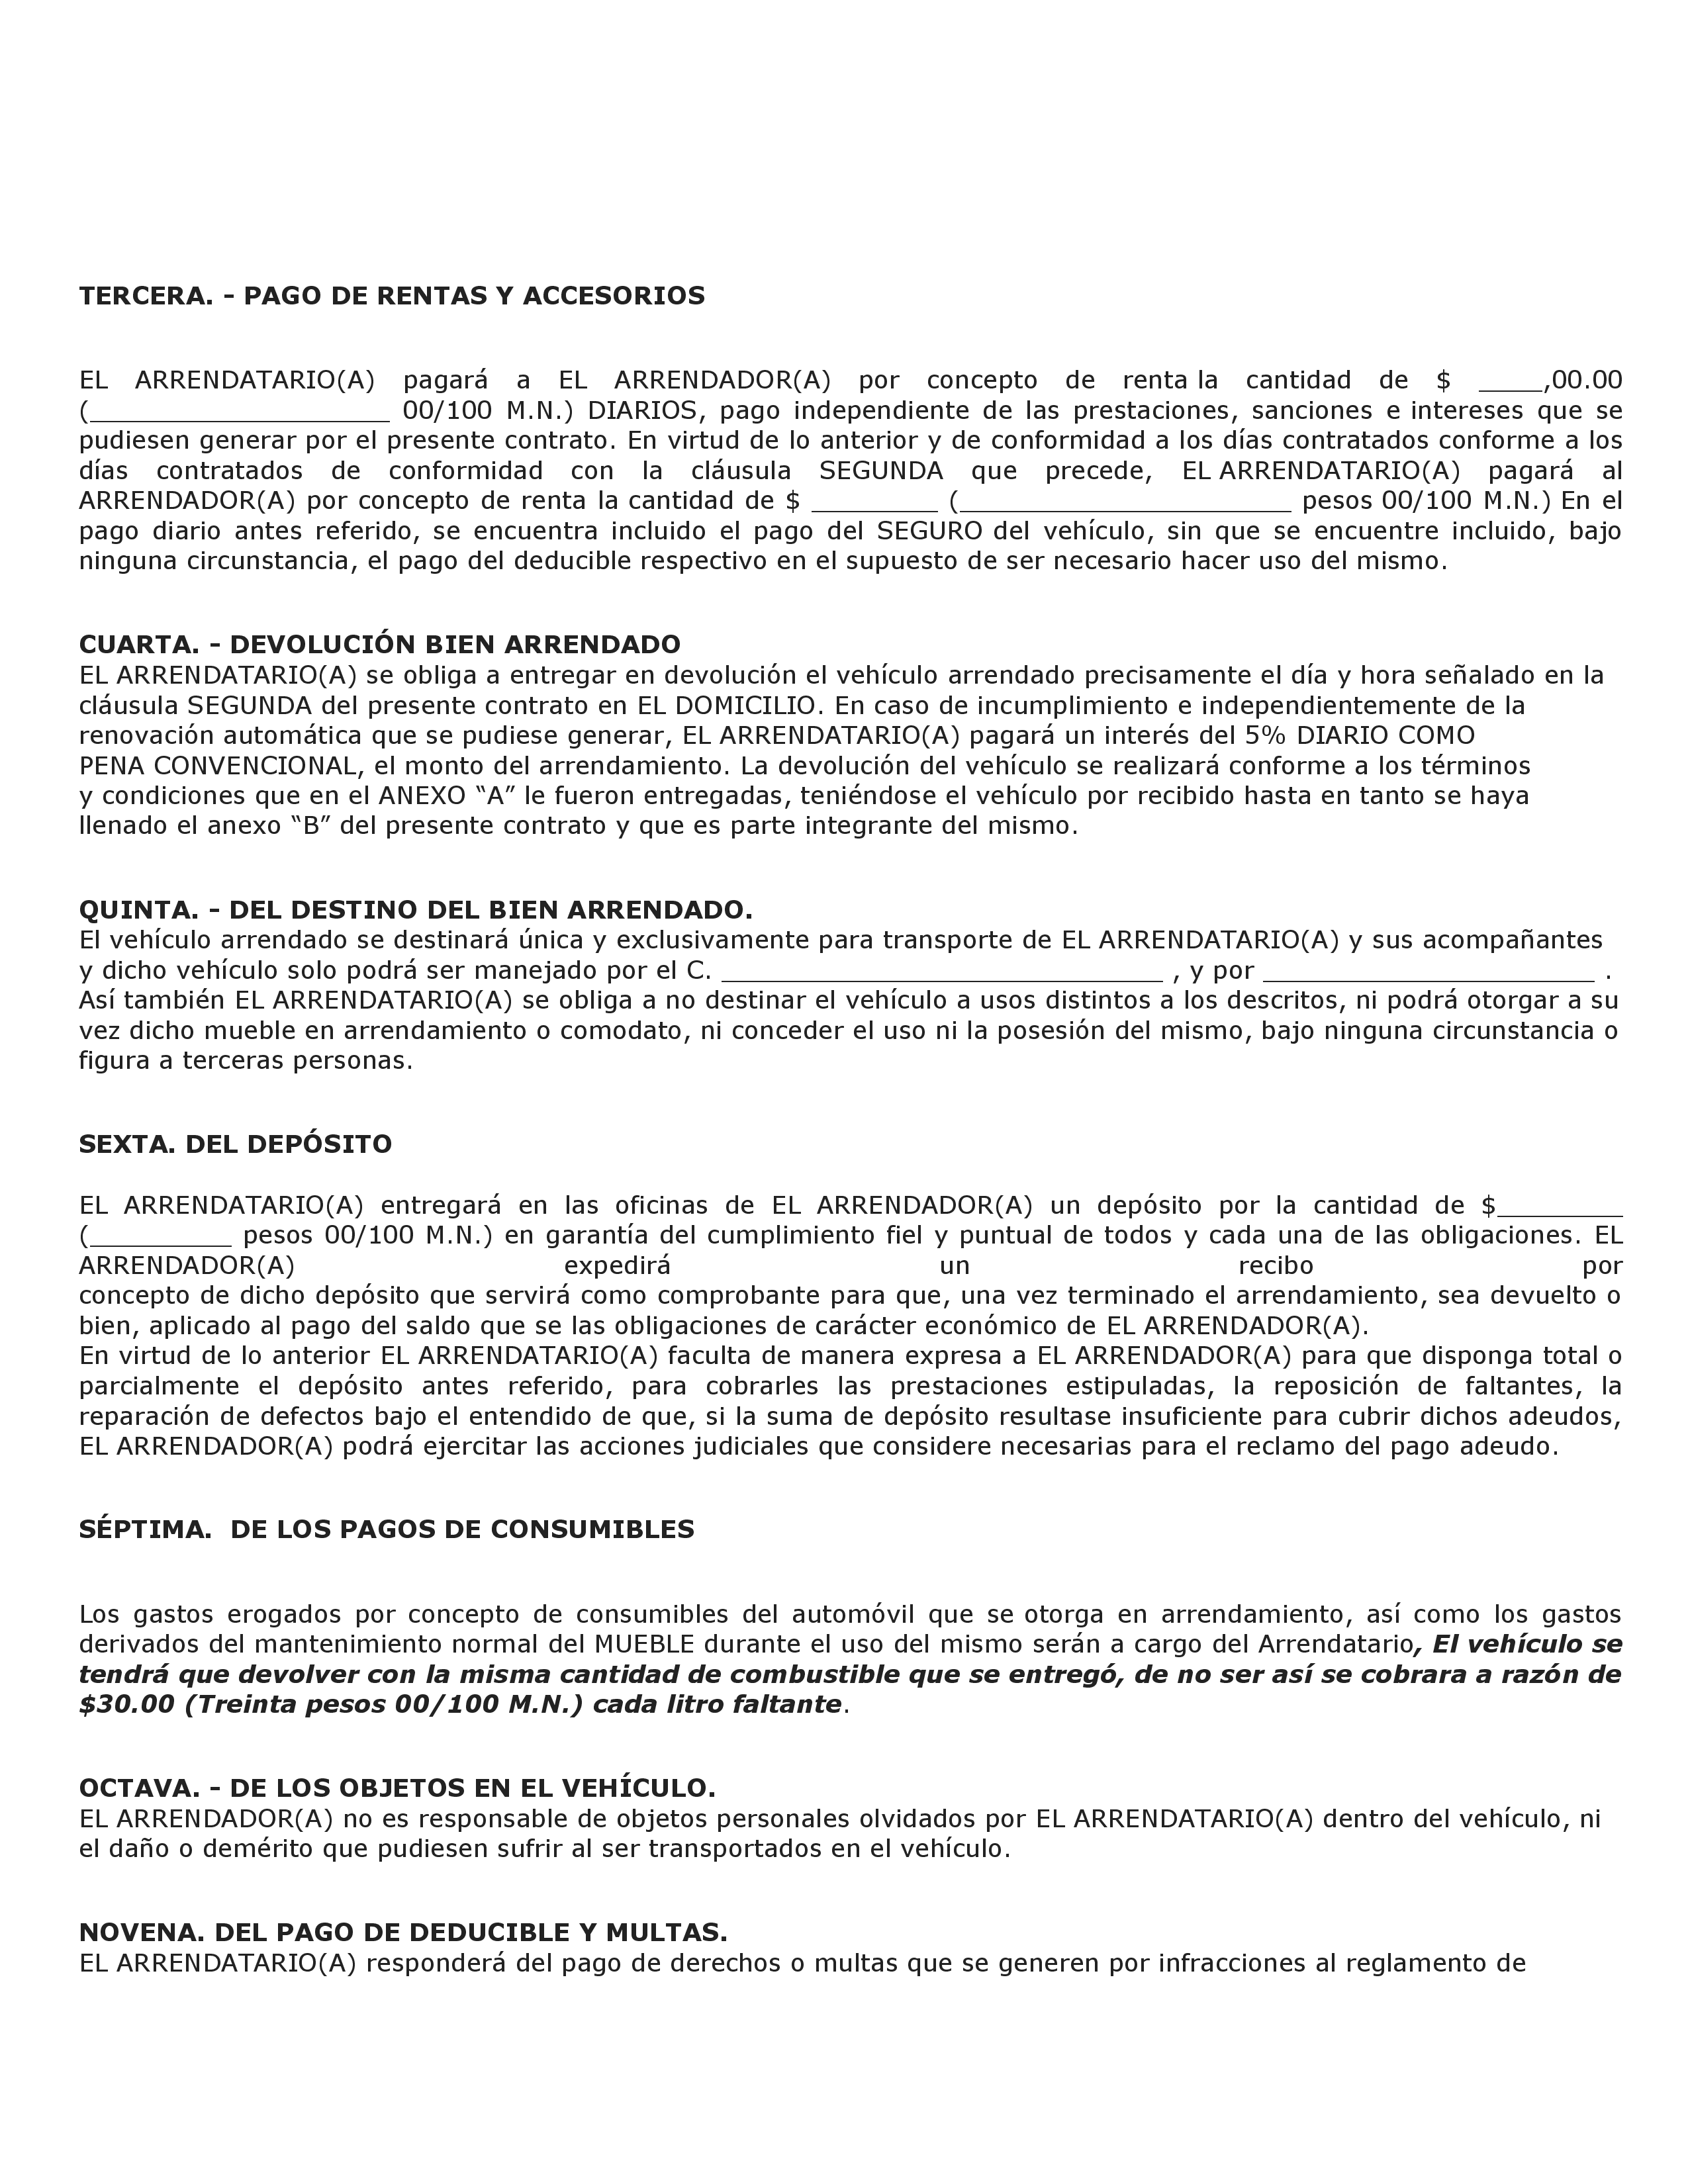 TERCERA. - PAGO DE RENTAS Y ACCESORIOS
EL ARRENDATARIO(A) pagará a EL ARRENDADOR(A) por concepto de renta la cantidad de $ _____,00.00
(___________________ 00/100 M.N.) DIARIOS, pago independiente de las prestaciones, sanciones e intereses que se
pudiesen generar por el presente contrato. En virtud de lo anterior y de conformidad a los días contratados conforme a los
días contratados de conformidad con la cláusula SEGUNDA que precede, EL ARRENDATARIO(A) pagará al
ARRENDADOR(A) por concepto de renta la cantidad de $ ________ (_____________________ pesos 00/100 M.N.) En el
pago diario antes referido, se encuentra incluido el pago del SEGURO del vehículo, sin que se encuentre incluido, bajo
ninguna circunstancia, el pago del deducible respectivo en el supuesto de ser necesario hacer uso del mismo.
CUARTA. - DEVOLUCIÓN BIEN ARRENDADO
EL ARRENDATARIO(A) se obliga a entregar en devolución el vehículo arrendado precisamente el día y hora señalado en la
cláusula SEGUNDA del presente contrato en EL DOMICILIO. En caso de incumplimiento e independientemente de la
renovación automática que se pudiese generar, EL ARRENDATARIO(A) pagará un interés del 5% DIARIO COMO
PENA CONVENCIONAL, el monto del arrendamiento. La devolución del vehículo se realizará conforme a los términos
y condiciones que en el ANEXO “A” le fueron entregadas, teniéndose el vehículo por recibido hasta en tanto se haya
llenado el anexo “B” del presente contrato y que es parte integrante del mismo.
QUINTA. - DEL DESTINO DEL BIEN ARRENDADO.
El vehículo arrendado se destinará única y exclusivamente para transporte de EL ARRENDATARIO(A) y sus acompañantes
y dicho vehículo solo podrá ser manejado por el C. ____________________________ , y por _____________________ .
Así también EL ARRENDATARIO(A) se obliga a no destinar el vehículo a usos distintos a los descritos, ni podrá otorgar a su
vez dicho mueble en arrendamiento o comodato, ni conceder el uso ni la posesión del mismo, bajo ninguna circunstancia o
figura a terceras personas.
SEXTA. DEL DEPÓSITO
EL ARRENDATARIO(A) entregará en las oficinas de EL ARRENDADOR(A) un depósito por la cantidad de $________
(_________ pesos 00/100 M.N.) en garantía del cumplimiento fiel y puntual de todos y cada una de las obligaciones. EL
ARRENDADOR(A) expedirá un recibo por
concepto de dicho depósito que servirá como comprobante para que, una vez terminado el arrendamiento, sea devuelto o
bien, aplicado al pago del saldo que se las obligaciones de carácter económico de EL ARRENDADOR(A).
En virtud de lo anterior EL ARRENDATARIO(A) faculta de manera expresa a EL ARRENDADOR(A) para que disponga total o
parcialmente el depósito antes referido, para cobrarles las prestaciones estipuladas, la reposición de faltantes, la
reparación de defectos bajo el entendido de que, si la suma de depósito resultase insuficiente para cubrir dichos adeudos,
EL ARRENDADOR(A) podrá ejercitar las acciones judiciales que considere necesarias para el reclamo del pago adeudo.
SÉPTIMA. DE LOS PAGOS DE CONSUMIBLES
Los gastos erogados por concepto de consumibles del automóvil que se otorga en arrendamiento, así como los gastos
derivados del mantenimiento normal del MUEBLE durante el uso del mismo serán a cargo del Arrendatario, El vehículo se
tendrá que devolver con la misma cantidad de combustible que se entregó, de no ser así se cobrara a razón de
$30.00 (Treinta pesos 00/100 M.N.) cada litro faltante.
OCTAVA. - DE LOS OBJETOS EN EL VEHÍCULO.
EL ARRENDADOR(A) no es responsable de objetos personales olvidados por EL ARRENDATARIO(A) dentro del vehículo, ni
el daño o demérito que pudiesen sufrir al ser transportados en el vehículo.
NOVENA. DEL PAGO DE DEDUCIBLE Y MULTAS.
EL ARRENDATARIO(A) responderá del pago de derechos o multas que se generen por infracciones al reglamento de